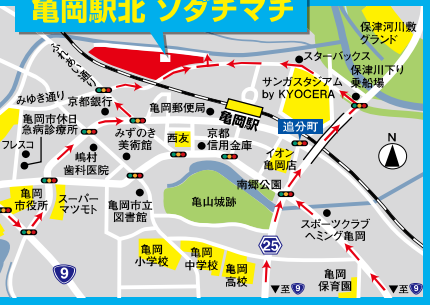 亀岡駅北 ソダチマチ
保津河川敷
グランド
ふれあい通り
スターバックス
保津川下り
乗船場
サンガスタジアム
by KYOCERA
みゆき通り
京都銀行
亀岡郵便局
亀岡駅
追分町
亀岡市休日
急病診療所
みずのき
美術館
西友
京都
信用金庫
イオン
亀岡店
N
フレスコ
嶋村
歯科医院
南郷公園
亀岡
市役所
スーパー
マツモト
亀岡市立
図書館
亀山城跡
スポーツクラブ
ヘミング亀岡
25
9
亀岡
小学校
亀岡
中学校
亀岡
高校
亀岡
保育園
▼至9
▼至9